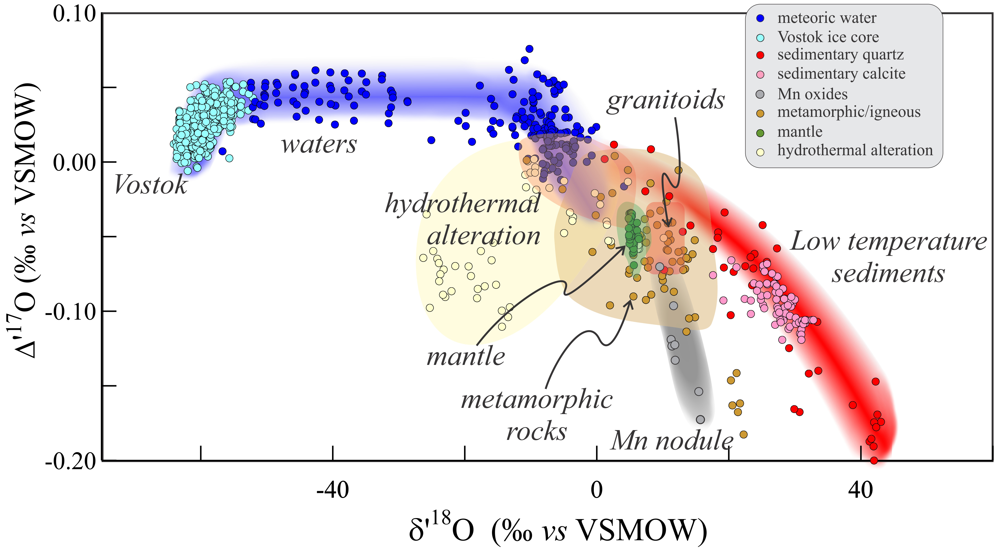 0.10
0.00
-0.10
-0.20
Δ'17O (‰ vs VSMOW)
meteoric water
Vostok ice core
sedimentary quartz
sedimentary calcite
Mn oxides
metamorphic/igneous
mantle
hydrothermal alteration
granitoids
waters
Vostok
hydrothermal
alteration
Low temperature
sediments
mantle
metamorphic
rocks
Mn nodule
-40
0
40
δ'18O (‰ vs VSMOW)